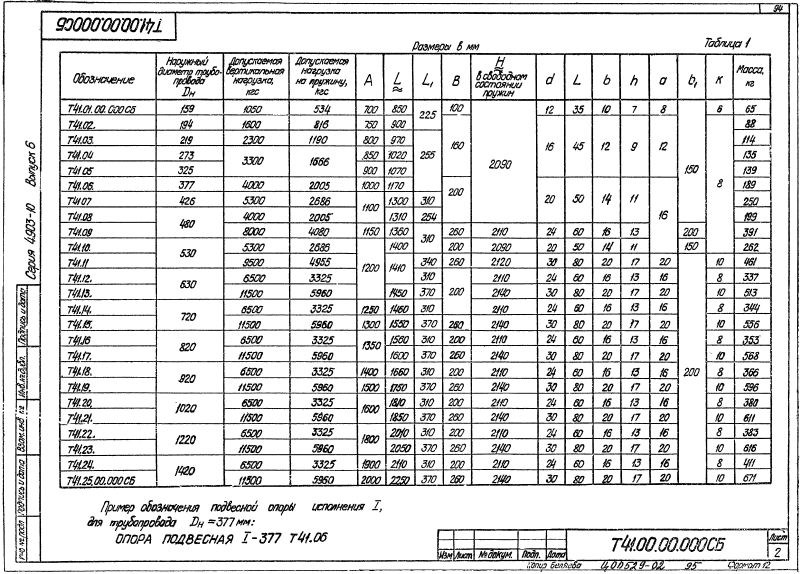 94
Т41.00.00.000СБ
Размеры в мм
Таблица 1
Обозначение Наружный диаметр трубопровода Dн Допускаемая вертикальная нагрузка, кгс Допускаемая нагрузка на пружину, кгс A L ≈ L₁ B H ≈ в свободном состоянии пружин d L b h a b₁ к Масса, кг
Т41.01.00.000СБ 159 1050 534 700 850 225 100 2090 12 35 10 7 8 150 6 65
Т41.02. 194 1600 816 750 900 160 16 45 12 9 12 8 88
Т41.03. 219 2300 1190 800 970 255 114
Т41.04 273 3300 1666 850 1020 135
Т41.05 325 900 1070 139
Т41.06. 377 4000 2005 1000 1170 200 20 50 14 11 16 189
Т41.07 426 5300 2686 1100 1300 310 250
Т41.08 480 4000 2005 1310 254 199
Т41.09 8000 4080 1150 1360 310 260 2110 24 60 16 13 200 391
Т41.10. 530 5300 2686 1200 1400 200 2090 20 50 14 11 150 262
Т41.11 9500 4955 1410 340 260 2120 30 80 20 17 20 200 10 461
Т41.12. 630 6500 3325 310 200 2110 24 60 16 13 16 8 337
Т41.13. 11500 5960 1450 370 2140 30 80 20 17 20 10 513
Т41.14. 720 6500 3325 1250 1460 310 2110 24 60 16 13 16 8 344
Т41.15. 11500 5960 1300 1550 370 260 2140 30 80 20 17 20 10 556
Т41.16 820 6500 3325 1350 1560 310 200 2110 24 60 16 13 16 8 353
Т41.17. 11500 5960 1600 370 260 2140 30 80 20 17 20 10 568
Т41.18. 920 6500 3325 1400 1660 310 200 2110 24 60 16 13 16 8 366
Т41.19. 11500 5960 1500 1750 370 260 2140 30 80 20 17 20 10 596
Т41.20. 1020 6500 3325 1600 1810 310 200 2110 24 60 16 13 16 8 380
Т41.21. 11500 5960 1850 370 260 2140 30 80 20 17 20 10 611
Т41.22. 1220 6500 3325 1800 2010 310 200 2110 24 60 16 13 16 8 383
Т41.23. 11500 5960 2050 370 260 2140 30 80 20 17 20 10 616
Т41.24. 1420 6500 3325 1900 2110 310 200 2110 24 60 16 13 16 8 411
Т41.25.00.000СБ 11500 5960 2000 2250 370 260 2140 30 80 20 17 20 10 671
Пример обозначения подвесной опоры исполнения I,
для трубопровода Dн = 377 мм:
ОПОРА ПОДВЕСНАЯ I-377 Т41.06
Серия 4.903-10 Выпуск 6
Подпись и дата
Инв.№ дубл.
Взам.инв.№
Подпись и дата
Инв.№ подл.
Изм Лист № докум. Подп. Дата
Т41.00.00.000СБ
Лист
2
Копир Беляева ЦОО529-02 95 Формат 12